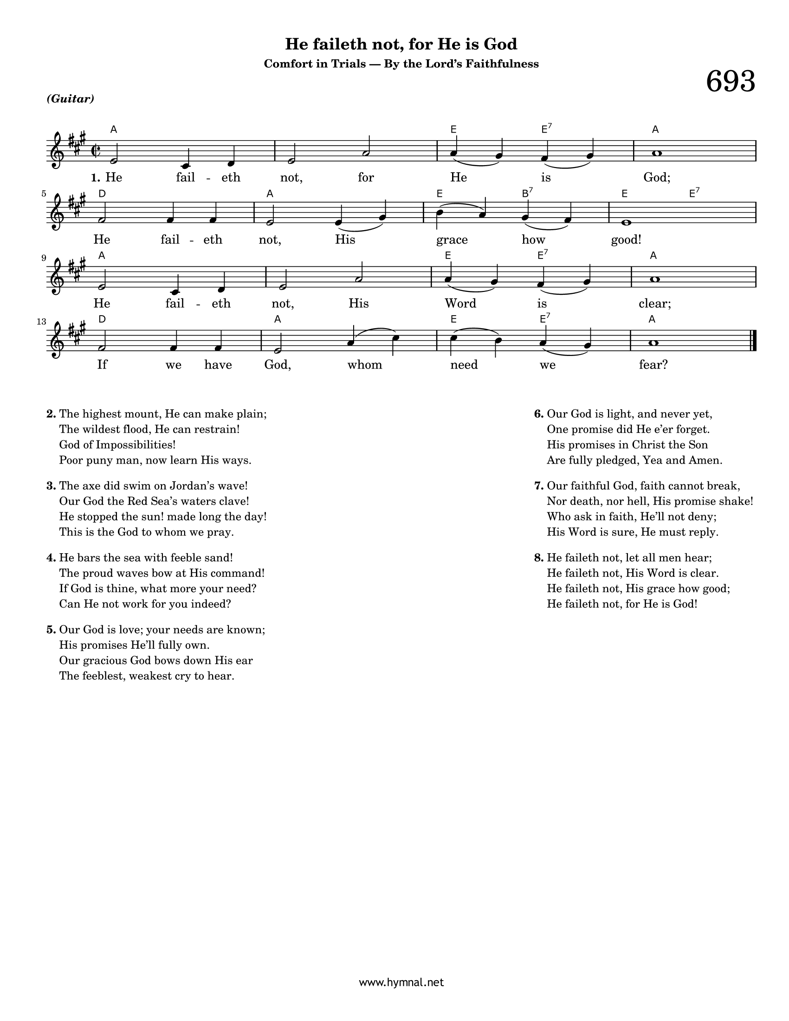 He faileth not, for He is God
Comfort in Trials — By the Lord's Faithfulness
693
(Guitar)
A E E7 A
1. He fail - eth not, for He is God;
5 D A E B7 E E7
He fail - eth not, His grace how good!
9 A E E7 A
He fail - eth not, His Word is clear;
13 D A E E7 A
If we have God, whom need we fear?
2. The highest mount, He can make plain;
The wildest flood, He can restrain!
God of Impossibilities!
Poor puny man, now learn His ways.
3. The axe did swim on Jordan's wave!
Our God the Red Sea's waters clave!
He stopped the sun! made long the day!
This is the God to whom we pray.
4. He bars the sea with feeble sand!
The proud waves bow at His command!
If God is thine, what more your need?
Can He not work for you indeed?
5. Our God is love; your needs are known;
His promises He'll fully own.
Our gracious God bows down His ear
The feeblest, weakest cry to hear.
6. Our God is light, and never yet,
One promise did He e'er forget.
His promises in Christ the Son
Are fully pledged, Yea and Amen.
7. Our faithful God, faith cannot break,
Nor death, nor hell, His promise shake!
Who ask in faith, He'll not deny;
His Word is sure, He must reply.
8. He faileth not, let all men hear;
He faileth not, His Word is clear.
He faileth not, His grace how good;
He faileth not, for He is God!
www.hymnal.net